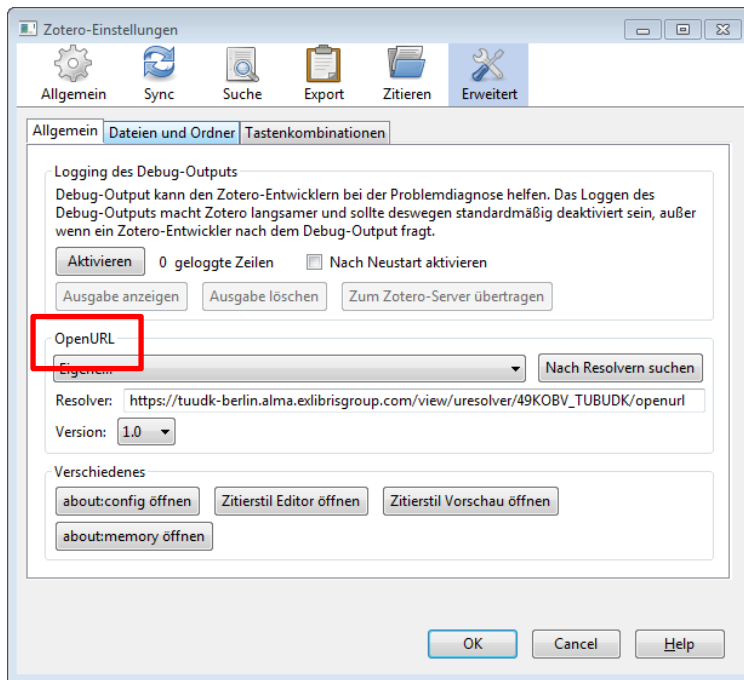 Zotero-Einstellungen
Allgemein Sync Suche Export Zitieren Erweitert
Allgemein Dateien und Ordner Tastenkombinationen
Logging des Debug-Outputs
Debug-Output kann den Zotero-Entwicklern bei der Problemdiagnose helfen. Das Loggen des
Debug-Outputs macht Zotero langsamer und sollte deswegen standardmäßig deaktiviert sein, außer
wenn ein Zotero-Entwickler nach dem Debug-Output fragt.
Aktivieren 0 geloggte Zeilen Nach Neustart aktivieren
Ausgabe anzeigen Ausgabe löschen Zum Zotero-Server übertragen
OpenURL
Eigene... Nach Resolvern suchen
Resolver: https://tuudk-berlin.alma.exlibrisgroup.com/view/uresolver/49KOBV_TUBUDK/openurl
Version: 1.0
Verschiedenes
about:config öffnen Zitierstil Editor öffnen Zitierstil Vorschau öffnen
about:memory öffnen
OK Cancel Help